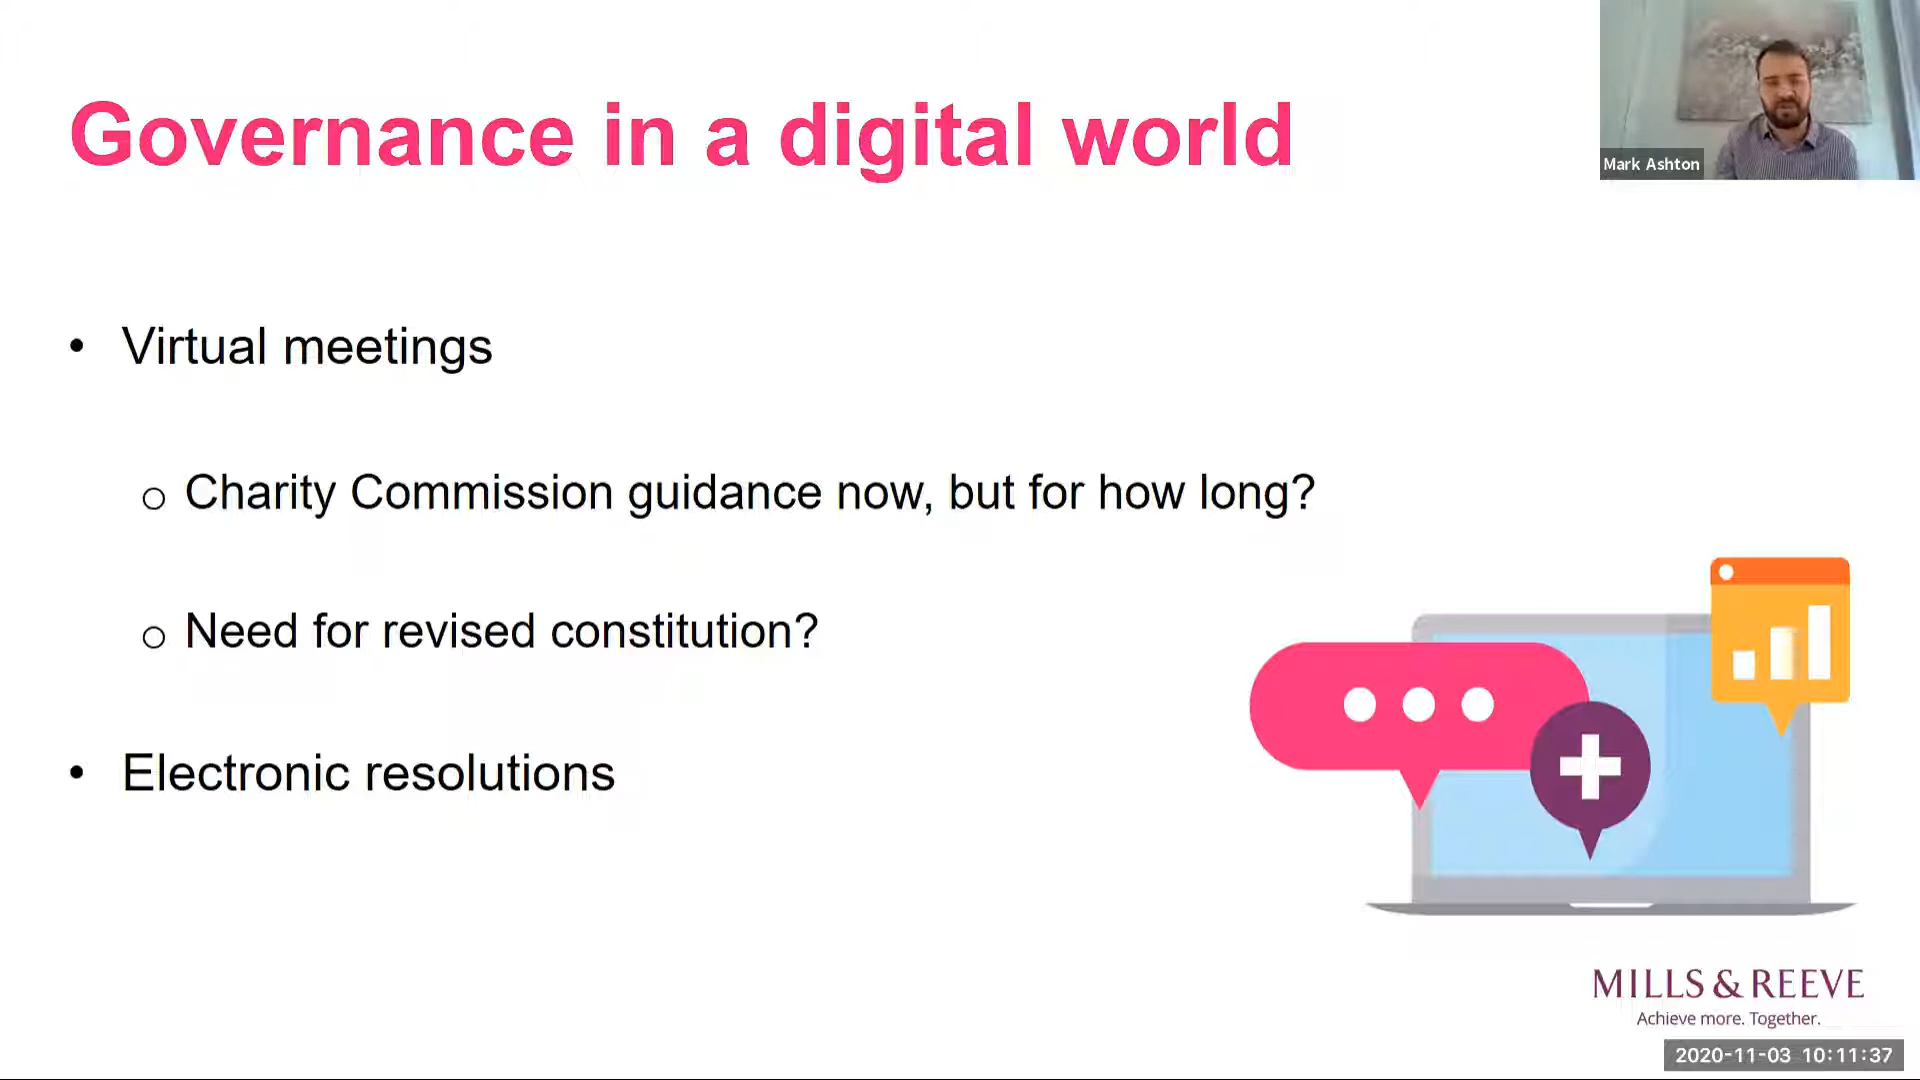 Governance in a digital world
Mark Ashton
• Virtual meetings
o Charity Commission guidance now, but for how long?
o Need for revised constitution?
• Electronic resolutions
MILLS & REEVE
Achieve more. Together.
2020-11-03 10:11:37